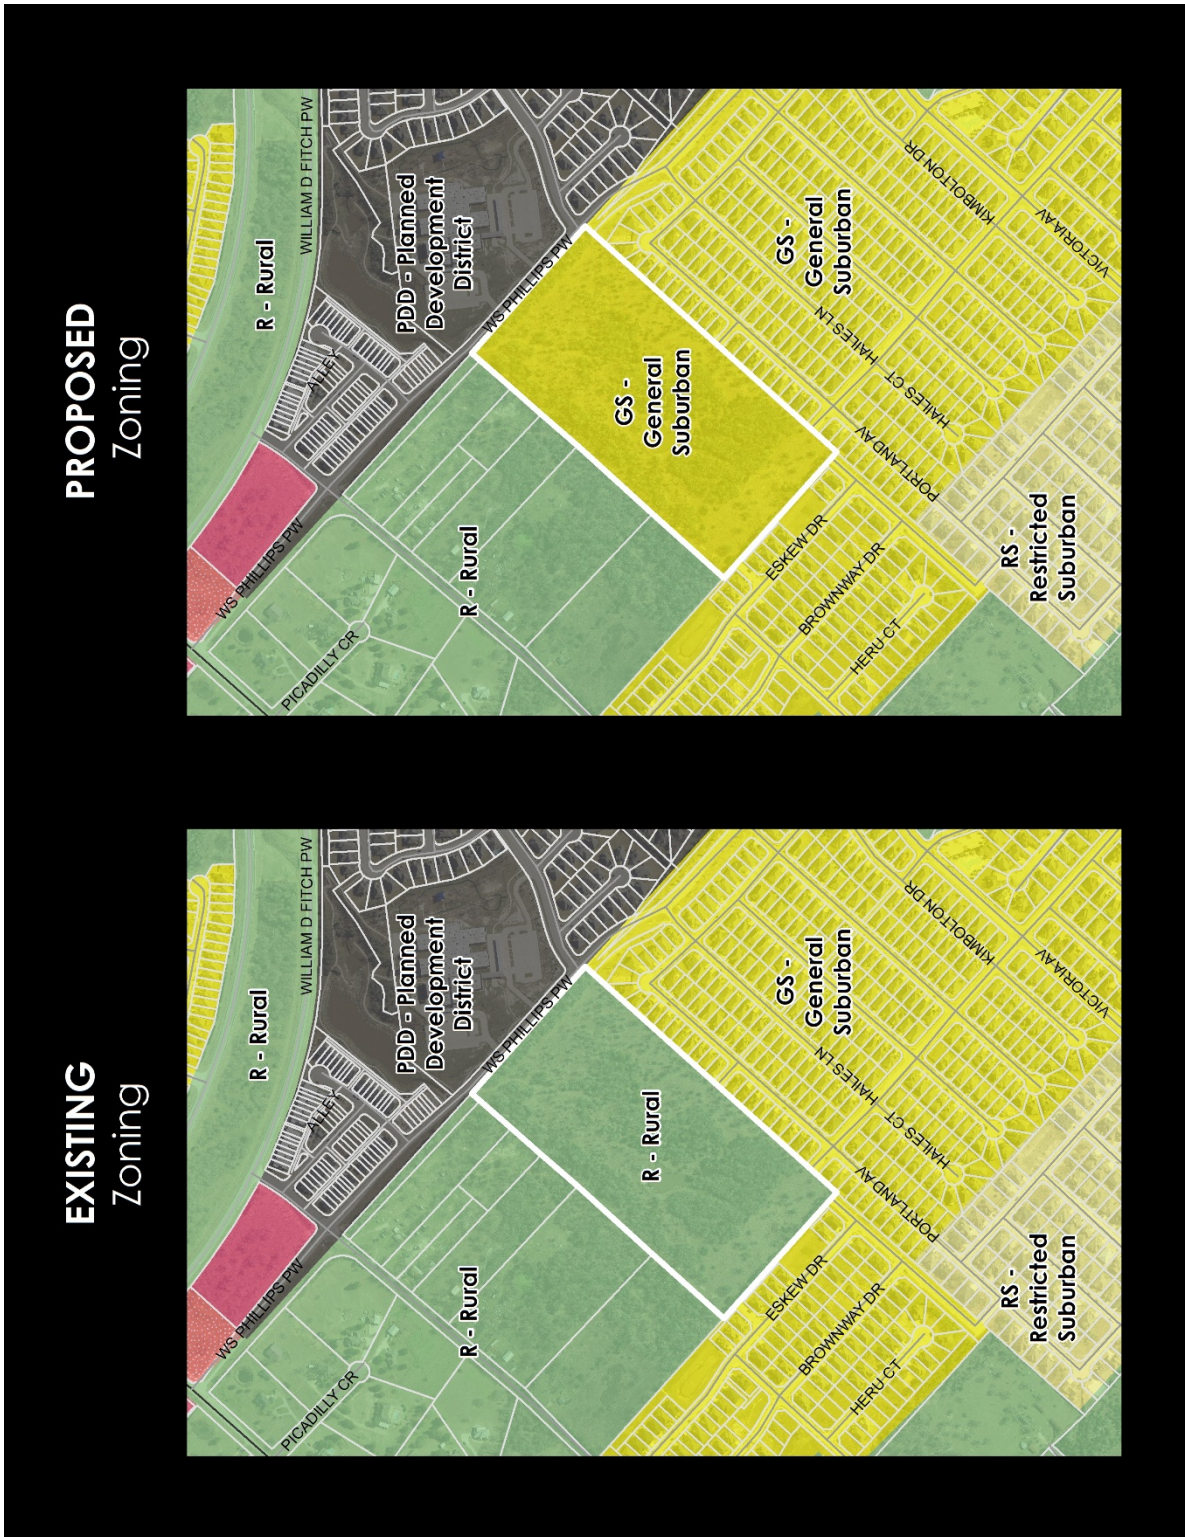 EXISTING
Zoning
R - Rural
WILLIAM D FITCH PW
ALLEY
PDD - Planned
Development
District
WS PHILLIPS PW
WS PHILLIPS PW
PICADILLY CR
R - Rural
R - Rural
GS -
General
Suburban
KIMBOLTON DR
VICTORIA AV
HAILES LN
HAILES CT
PORTLAND AV
ESKEW DR
BROWNWAY DR
HERU CT
RS -
Restricted
Suburban
PROPOSED
Zoning
R - Rural
WILLIAM D FITCH PW
ALLEY
PDD - Planned
Development
District
WS PHILLIPS PW
WS PHILLIPS PW
PICADILLY CR
R - Rural
GS -
General
Suburban
GS -
General
Suburban
KIMBOLTON DR
VICTORIA AV
HAILES LN
HAILES CT
PORTLAND AV
ESKEW DR
BROWNWAY DR
HERU CT
RS -
Restricted
Suburban